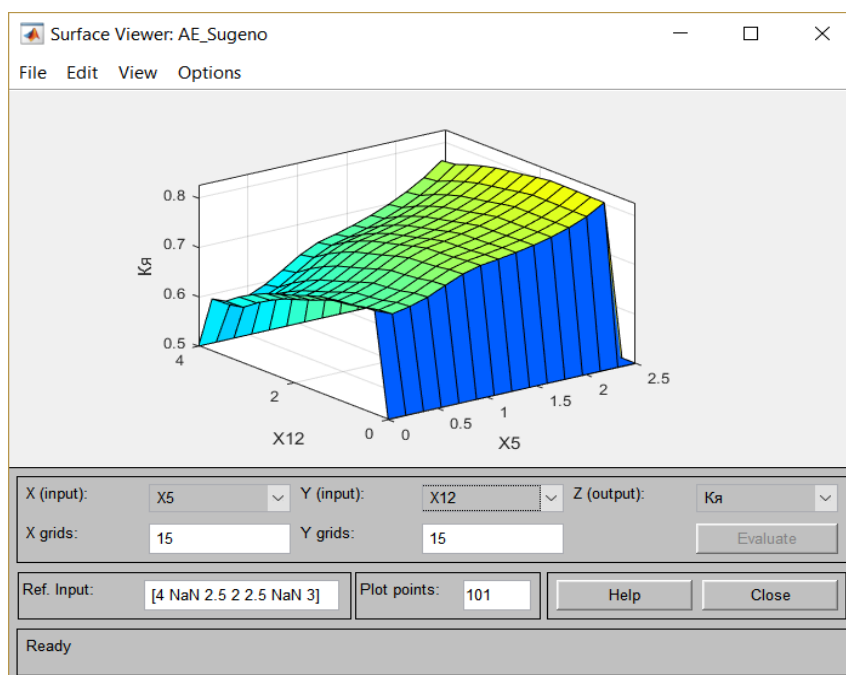 Surface Viewer: AE_Sugeno
File Edit View Options
0.8
0.7
0.6
0.5
Кя
4
2
0
X12
0
0.5
1
1.5
2
2.5
X5
X (input): X5 Y (input): X12 Z (output): Кя
X grids: 15 Y grids: 15 Evaluate
Ref. Input: [4 NaN 2.5 2 2.5 NaN 3] Plot points: 101 Help Close
Ready